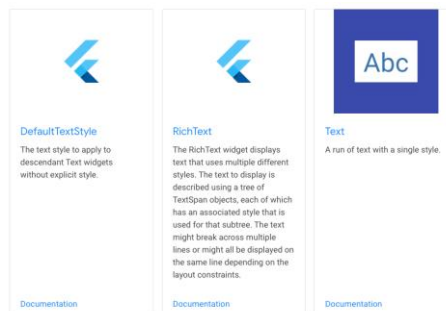 Abc
DefaultTextStyle
The text style to apply to
descendant Text widgets
without explicit style.
Documentation
RichText
The RichText widget displays
text that uses multiple different
styles. The text to display is
described using a tree of
TextSpan objects, each of which
has an associated style that is
used for that subtree. The text
might break across multiple
lines or might all be displayed on
the same line depending on the
layout constraints.
Documentation
Text
A run of text with a single style.
Documentation